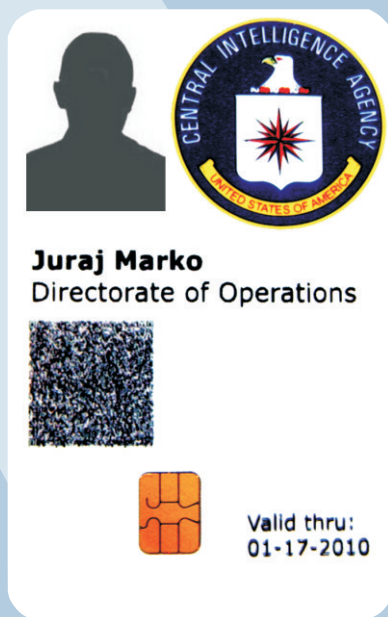 CENTRAL INTELLIGENCE AGENCY
UNITED STATES OF AMERICA
Juraj Marko
Directorate of Operations
Valid thru:
01-17-2010